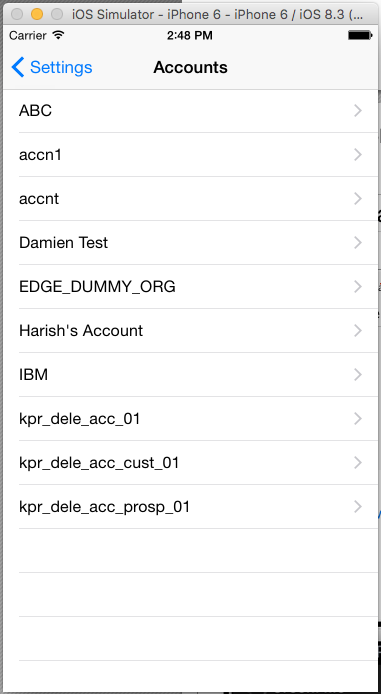 iOS Simulator - iPhone 6 - iPhone 6 / iOS 8.3 (...
Carrier 2:48 PM
Settings Accounts
ABC
accn1
accnt
Damien Test
EDGE_DUMMY_ORG
Harish's Account
IBM
kpr_dele_acc_01
kpr_dele_acc_cust_01
kpr_dele_acc_prosp_01